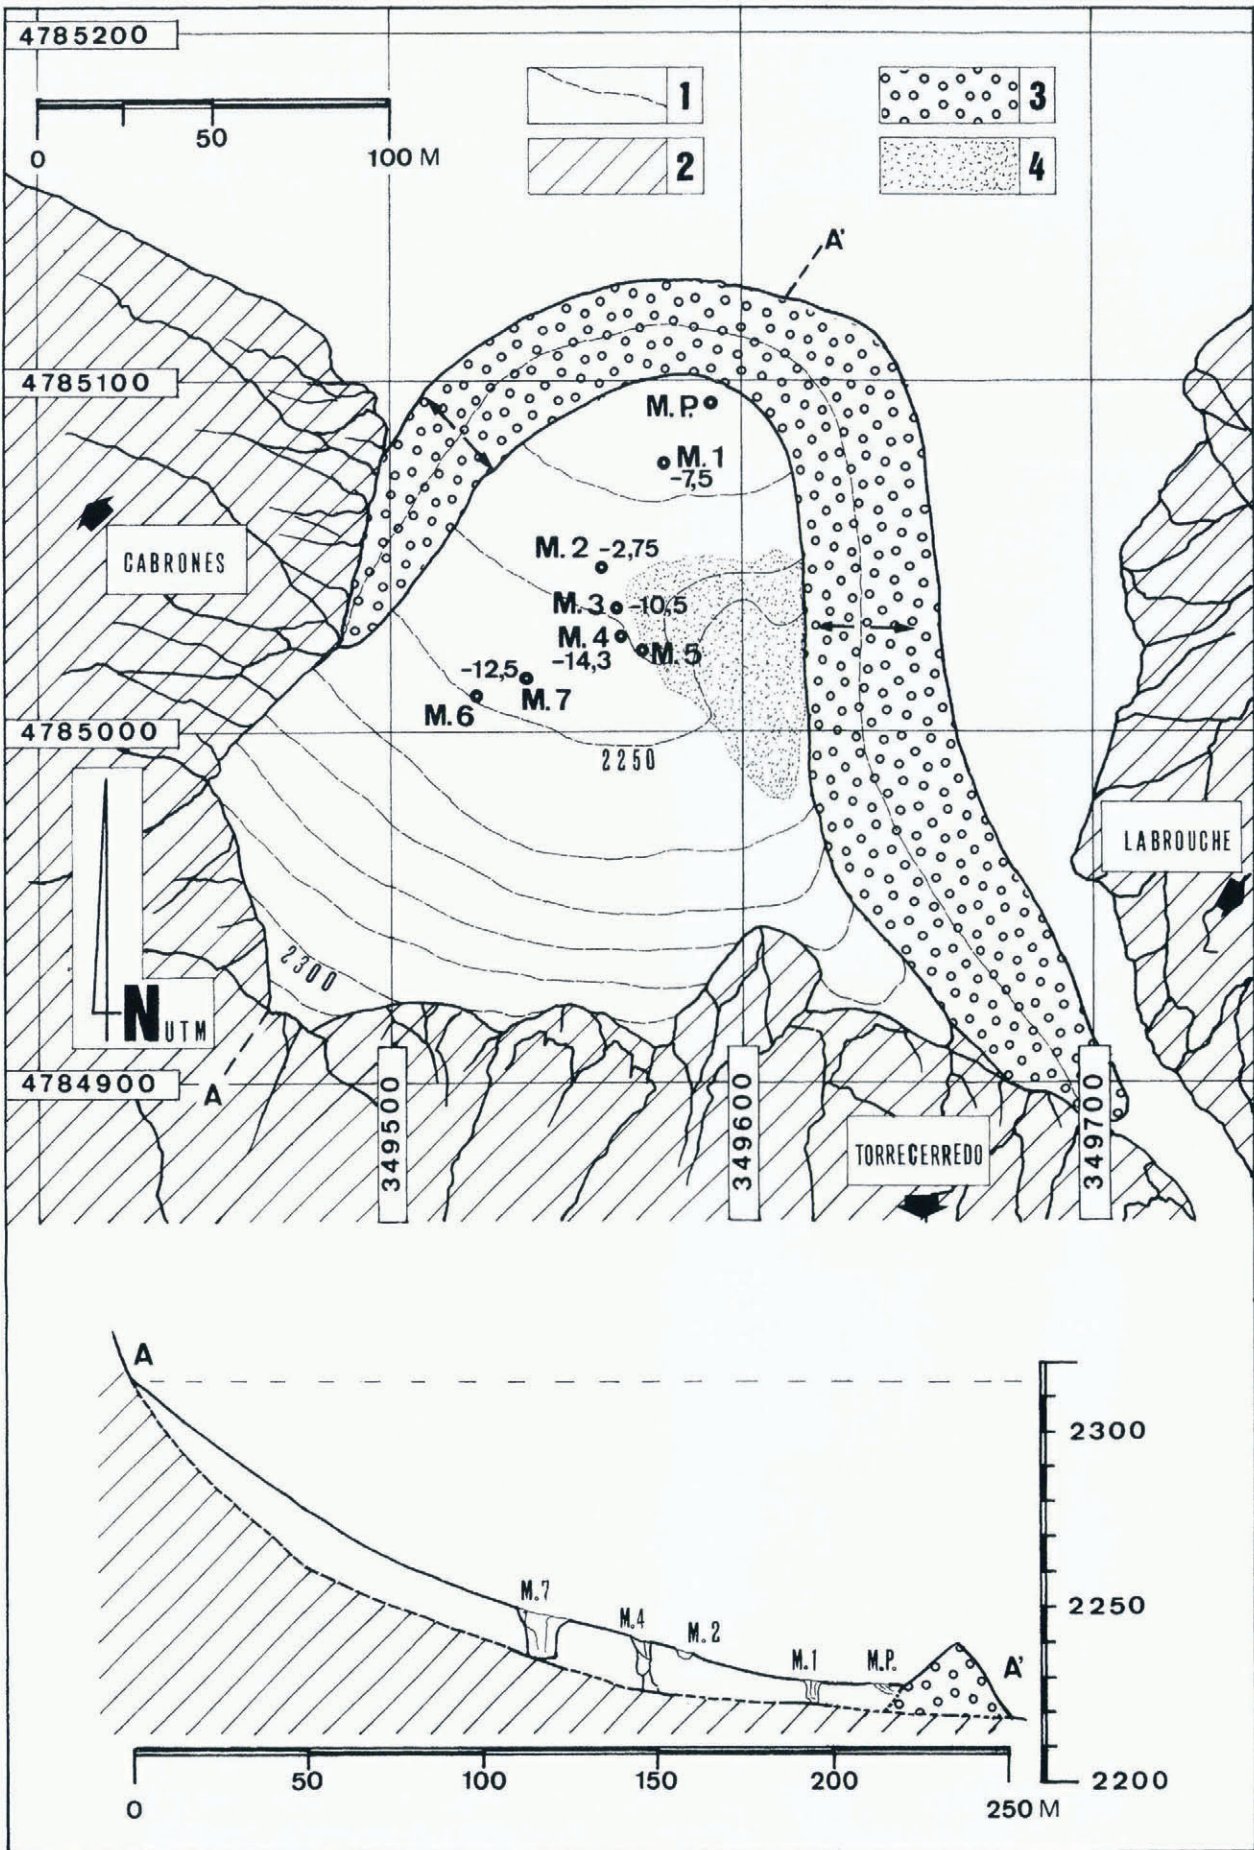 4785200
1
3
0
50
100 M
2
4
A'
4785100
M.P.
M.1
-7,5
CABRONES
M.2 -2,75
M.3 -10,5
M.4
-14,3
M.5
-12,5
M.7
M.6
4785000
2250
LABROUCHE
2300
N UTM
4784900
A
349500
349600
349700
TORRECERREDO
A
2300
M.7
M.4
M.2
2250
M.1
M.P.
A'
50
100
150
200
2200
0
250 M